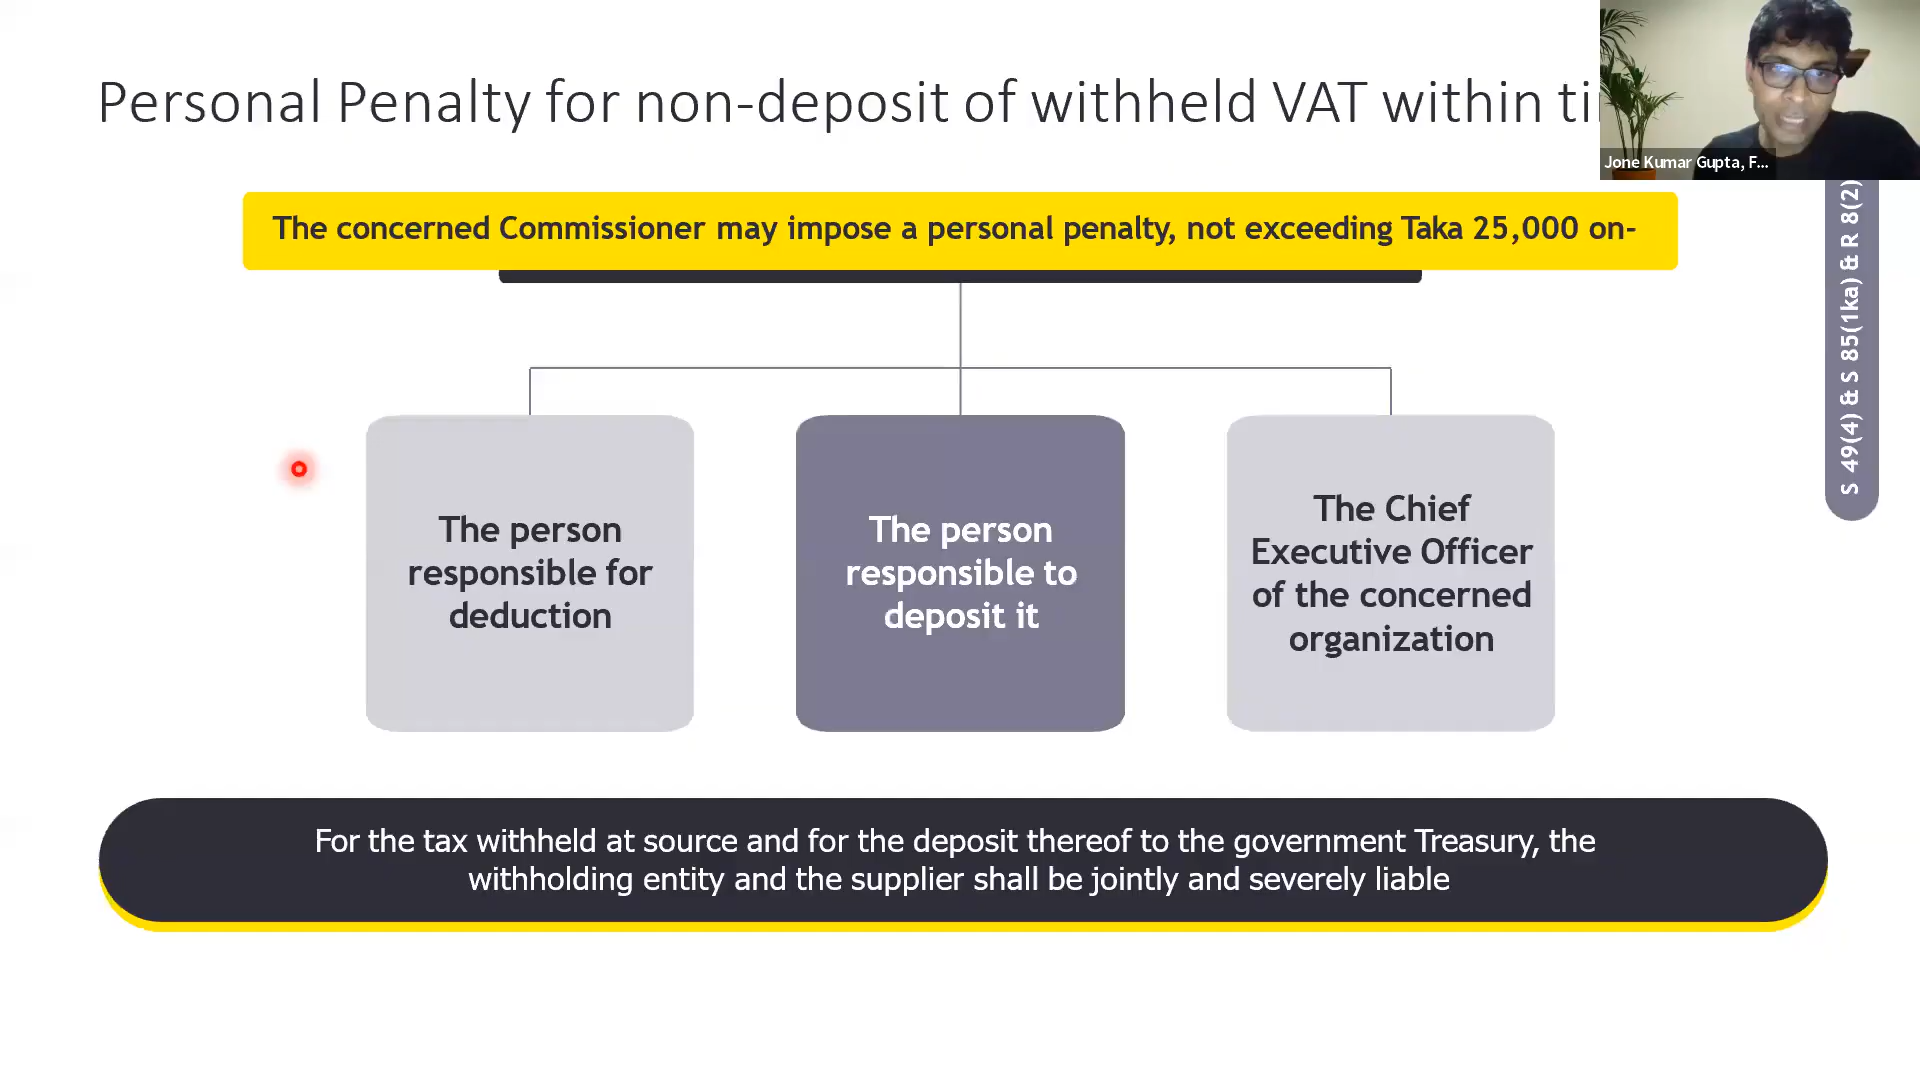 Personal Penalty for non-deposit of withheld VAT within
Jone Kumar Gupta, F...
The concerned Commissioner may impose a personal penalty, not exceeding Taka 25,000 on-
S 49(4) & S 85(1ka) & R 8(2)
The person
responsible for
deduction
The person
responsible to
deposit it
The Chief
Executive Officer
of the concerned
organization
For the tax withheld at source and for the deposit thereof to the government Treasury, the
withholding entity and the supplier shall be jointly and severely liable